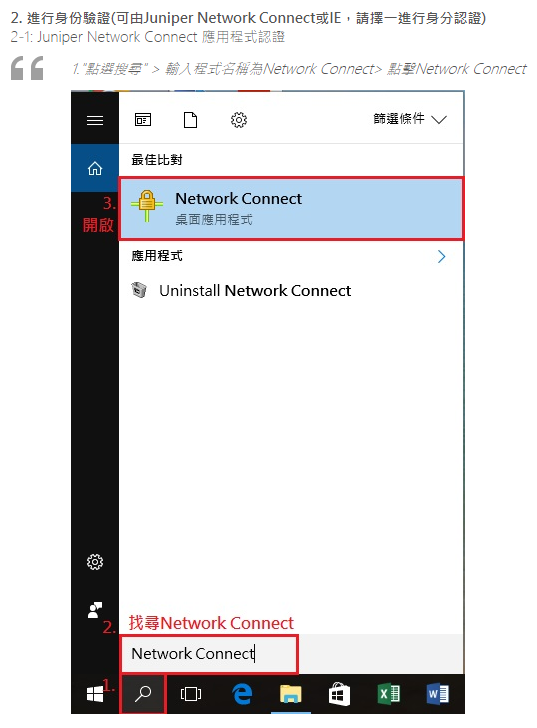 2. 進行身份驗證(可由Juniper Network Connect或IE，請擇一進行身分認證)
2-1: Juniper Network Connect 應用程式認證
1."點選搜尋" > 輸入程式名稱為Network Connect> 點擊Network Connect
篩選條件
最佳比對
3.
開啟
Network Connect
桌面應用程式
應用程式
Uninstall Network Connect
找尋Network Connect
2.
Network Connect
1.